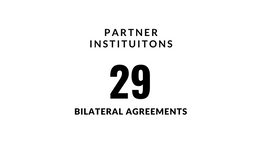 PARTNER
INSTITUITONS
29
BILATERAL AGREEMENTS